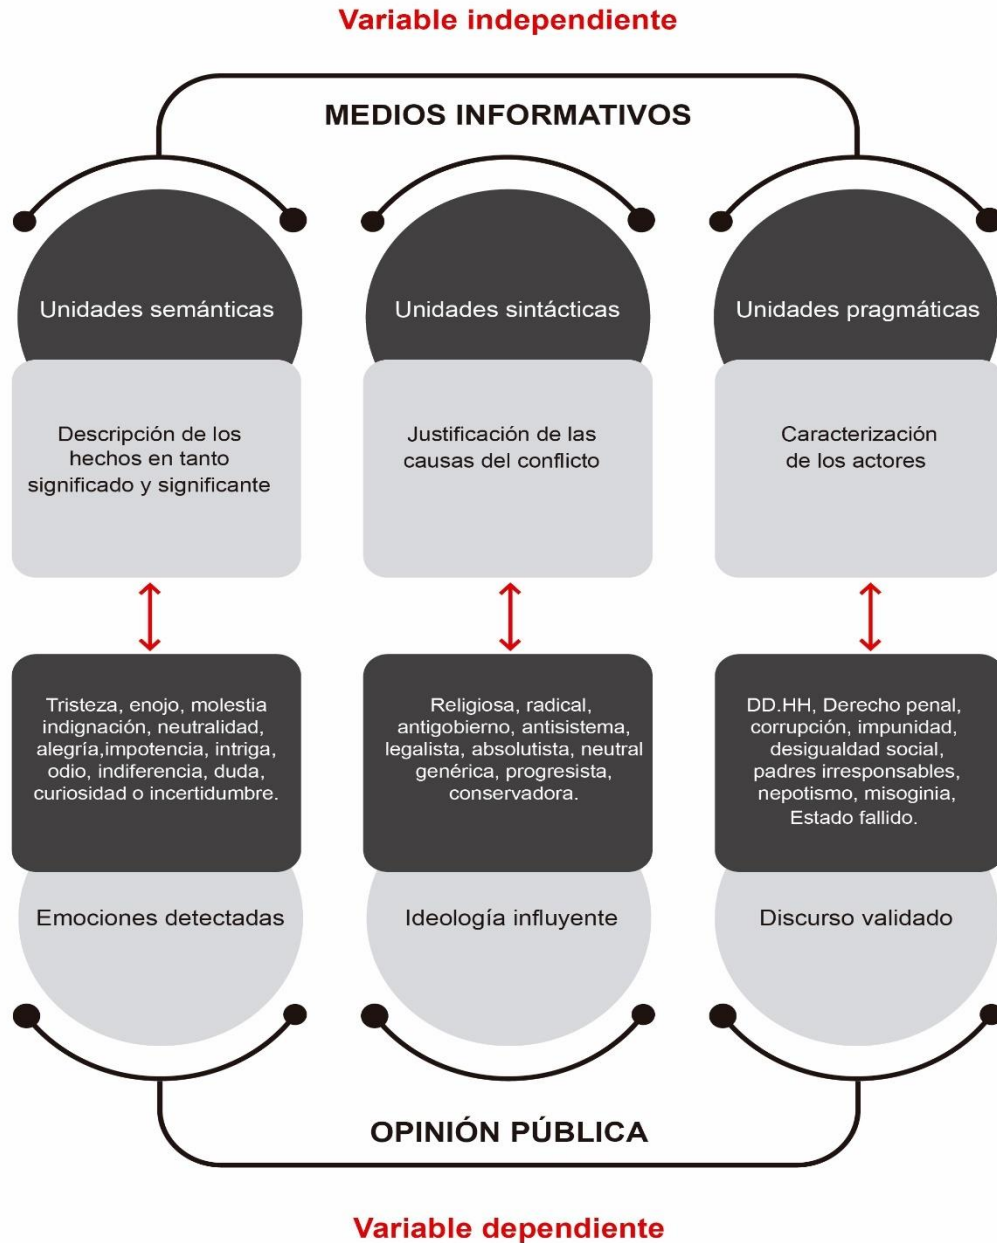 Variable independiente
MEDIOS INFORMATIVOS
Unidades semánticas
Unidades sintácticas
Unidades pragmáticas
Descripción de los
hechos en tanto
significado y significante
Justificación de las
causas del conflicto
Caracterización
de los actores
Tristeza, enojo, molestia
indignación, neutralidad,
alegría,impotencia, intriga,
odio, indiferencia, duda,
curiosidad o incertidumbre.
Religiosa, radical,
antigobierno, antisistema,
legalista, absolutista, neutral
genérica, progresista,
conservadora.
DD.HH, Derecho penal,
corrupción, impunidad,
desigualdad social,
padres irresponsables,
nepotismo, misoginia,
Estado fallido.
Emociones detectadas
Ideología influyente
Discurso validado
OPINIÓN PÚBLICA
Variable dependiente